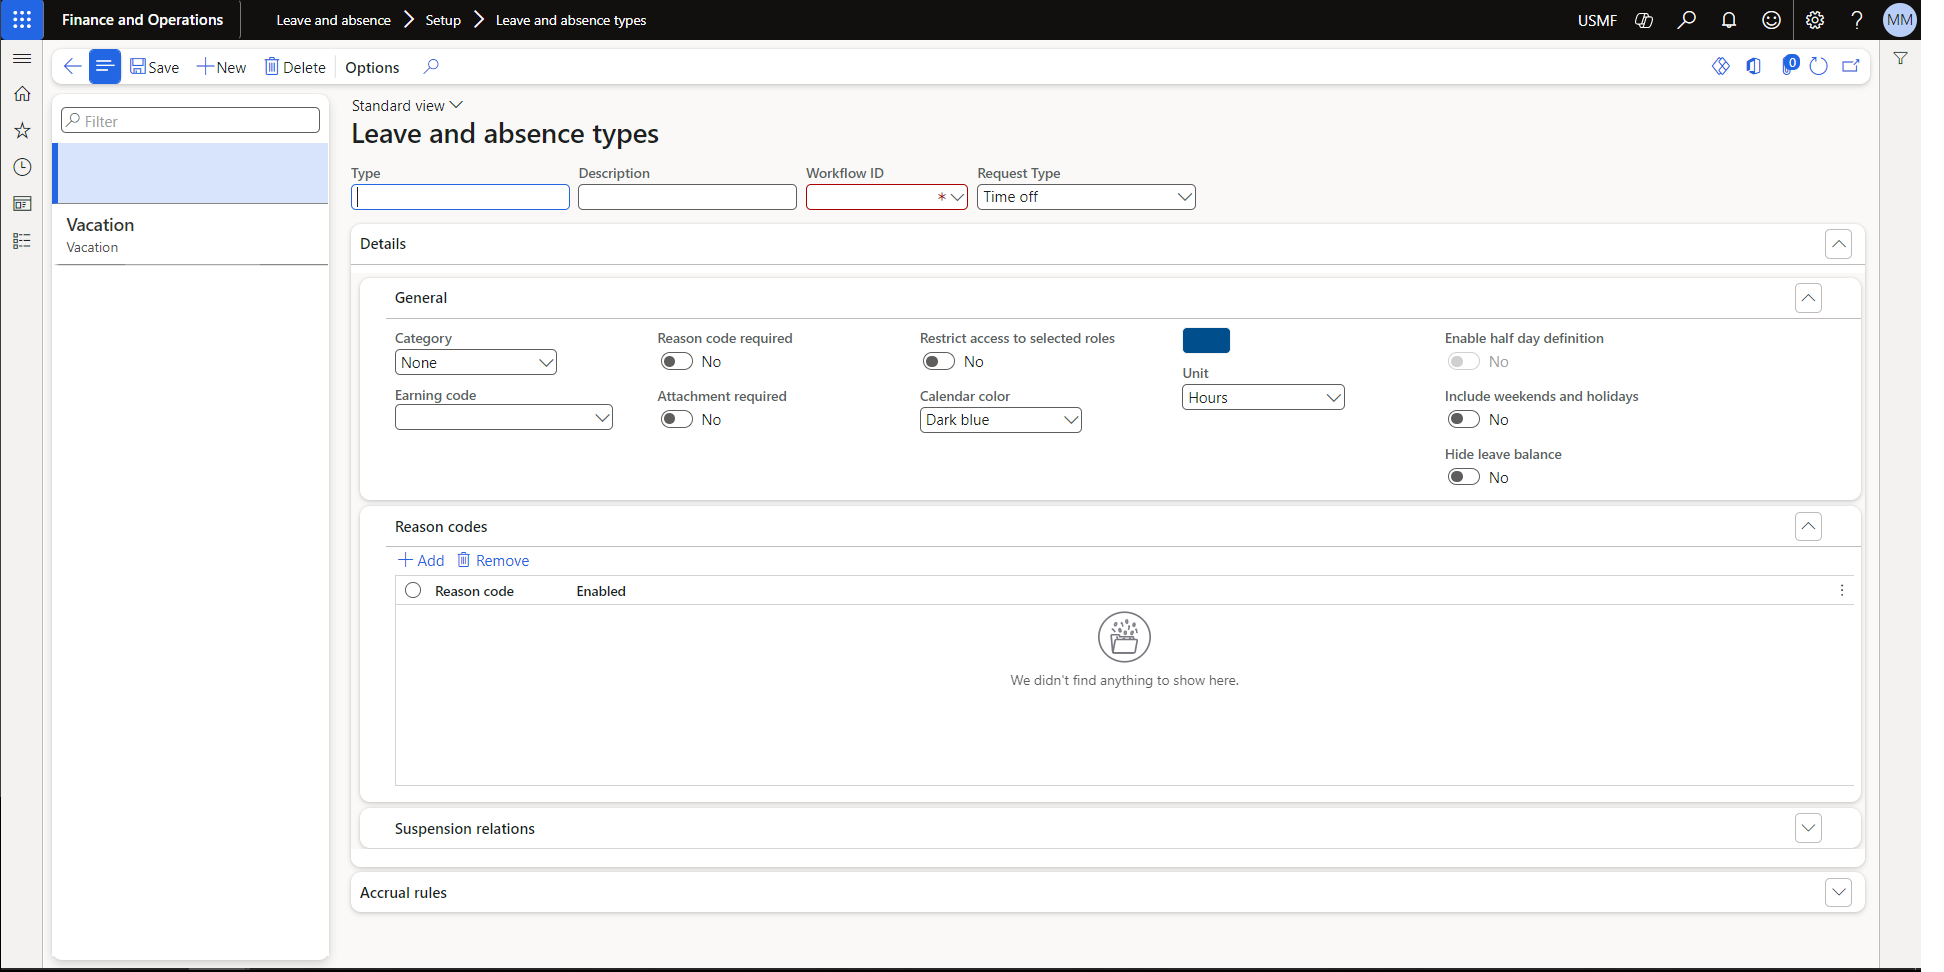 Finance and Operations
Leave and absence
Setup
Leave and absence types
USMF
MM
Save
New
Delete
Options
0
Filter
Vacation
Vacation
Standard view
Leave and absence types
Type
Description
Workflow ID
Request Type
*
Time off
Details
General
Category
None
Earning code
Reason code required
No
Attachment required
No
Restrict access to selected roles
No
Calendar color
Dark blue
Unit
Hours
Enable half day definition
No
Include weekends and holidays
No
Hide leave balance
No
Reason codes
Add
Remove
Reason code
Enabled
We didn't find anything to show here.
Suspension relations
Accrual rules